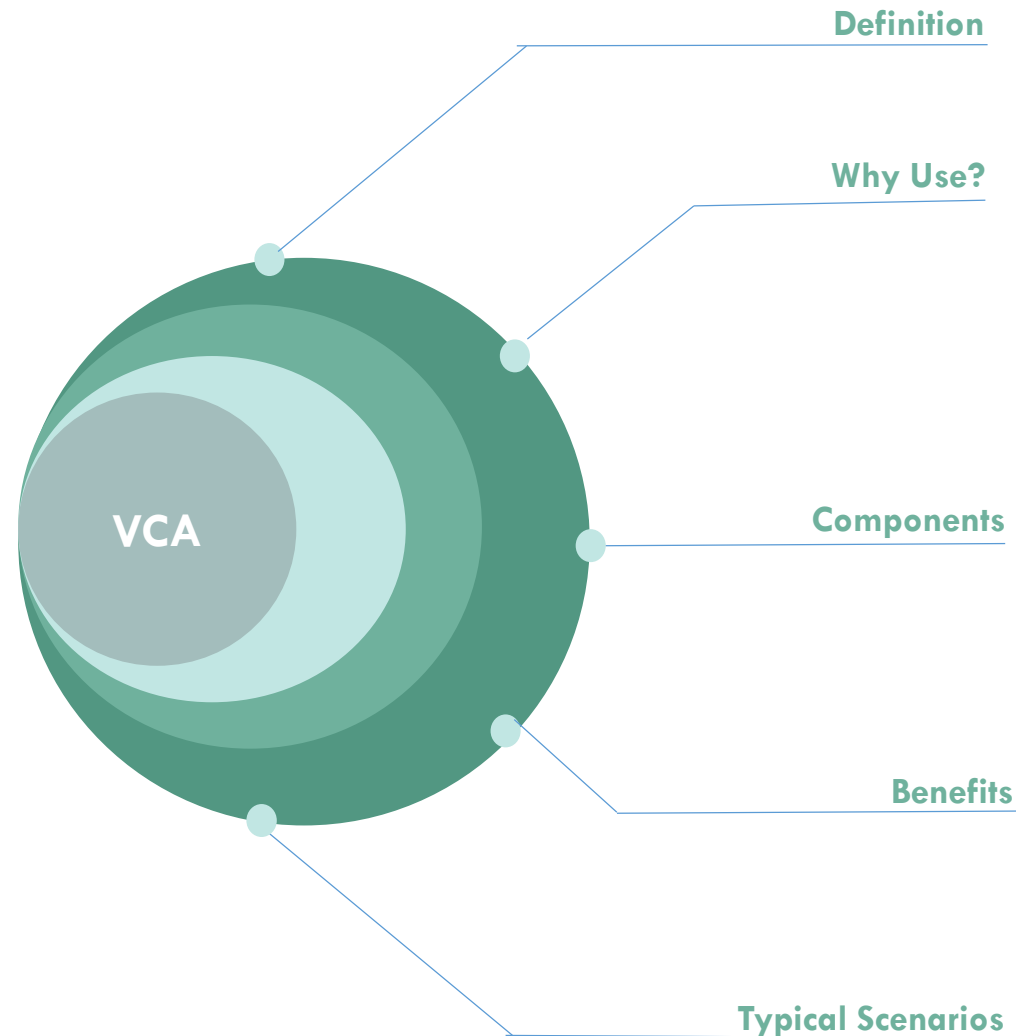 Definition
Why Use?
VCA
Components
Benefits
Typical Scenarios